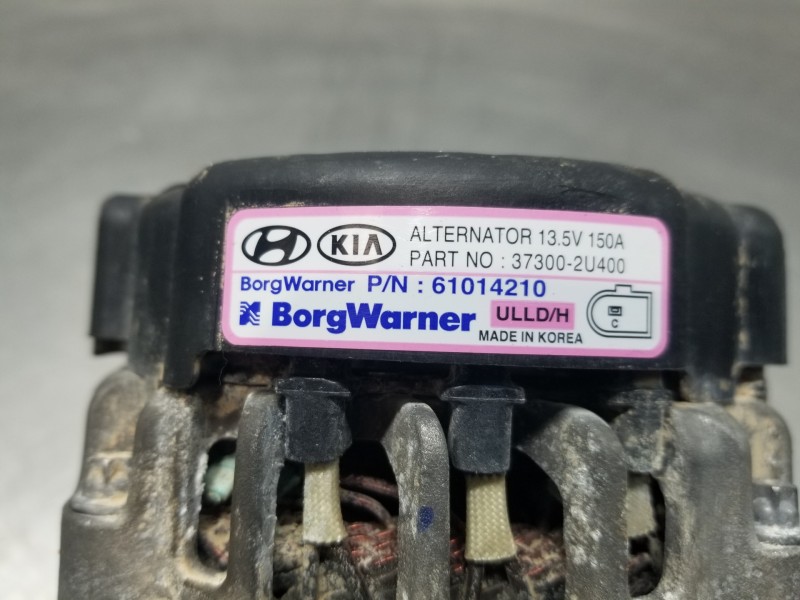 KIA ALTERNATOR 13.5V 150A
PART NO : 37300-2U400
BorgWarner P/N : 61014210
BorgWarner ULLD/H C
MADE IN KOREA